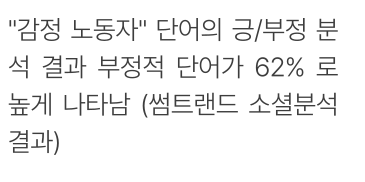 "감정 노동자" 단어의 긍/부정 분
석 결과 부정적 단어가 62% 로
높게 나타남 (썸트랜드 소셜분석
결과)